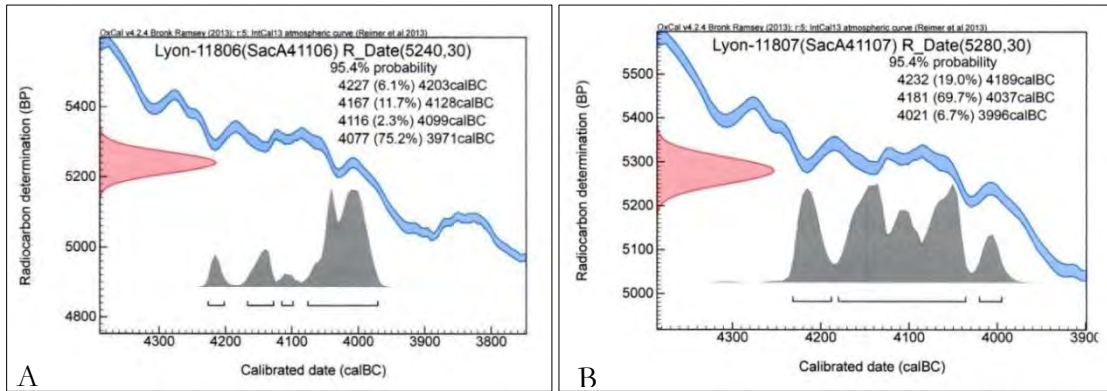 OxCal v4.2.4 Bronk Ramsey (2013); r:5; IntCal13 atmospheric curve (Reimer et al 2013)
Lyon-11806(SacA41106) R_Date(5240,30)
95.4% probability
4227 (6.1%) 4203calBC
4167 (11.7%) 4128calBC
4116 (2.3%) 4099calBC
4077 (75.2%) 3971calBC
Radiocarbon determination (BP)
5400
5200
5000
4800
4300 4200 4100 4000 3900 3800
Calibrated date (calBC)
A
OxCal v4.2.4 Bronk Ramsey (2013); r:5; IntCal13 atmospheric curve (Reimer et al 2013)
Lyon-11807(SacA41107) R_Date(5280,30)
95.4% probability
4232 (19.0%) 4189calBC
4181 (69.7%) 4037calBC
4021 (6.7%) 3996calBC
Radiocarbon determination (BP)
5500
5400
5300
5200
5100
5000
4300 4200 4100 4000 3900
Calibrated date (calBC)
B